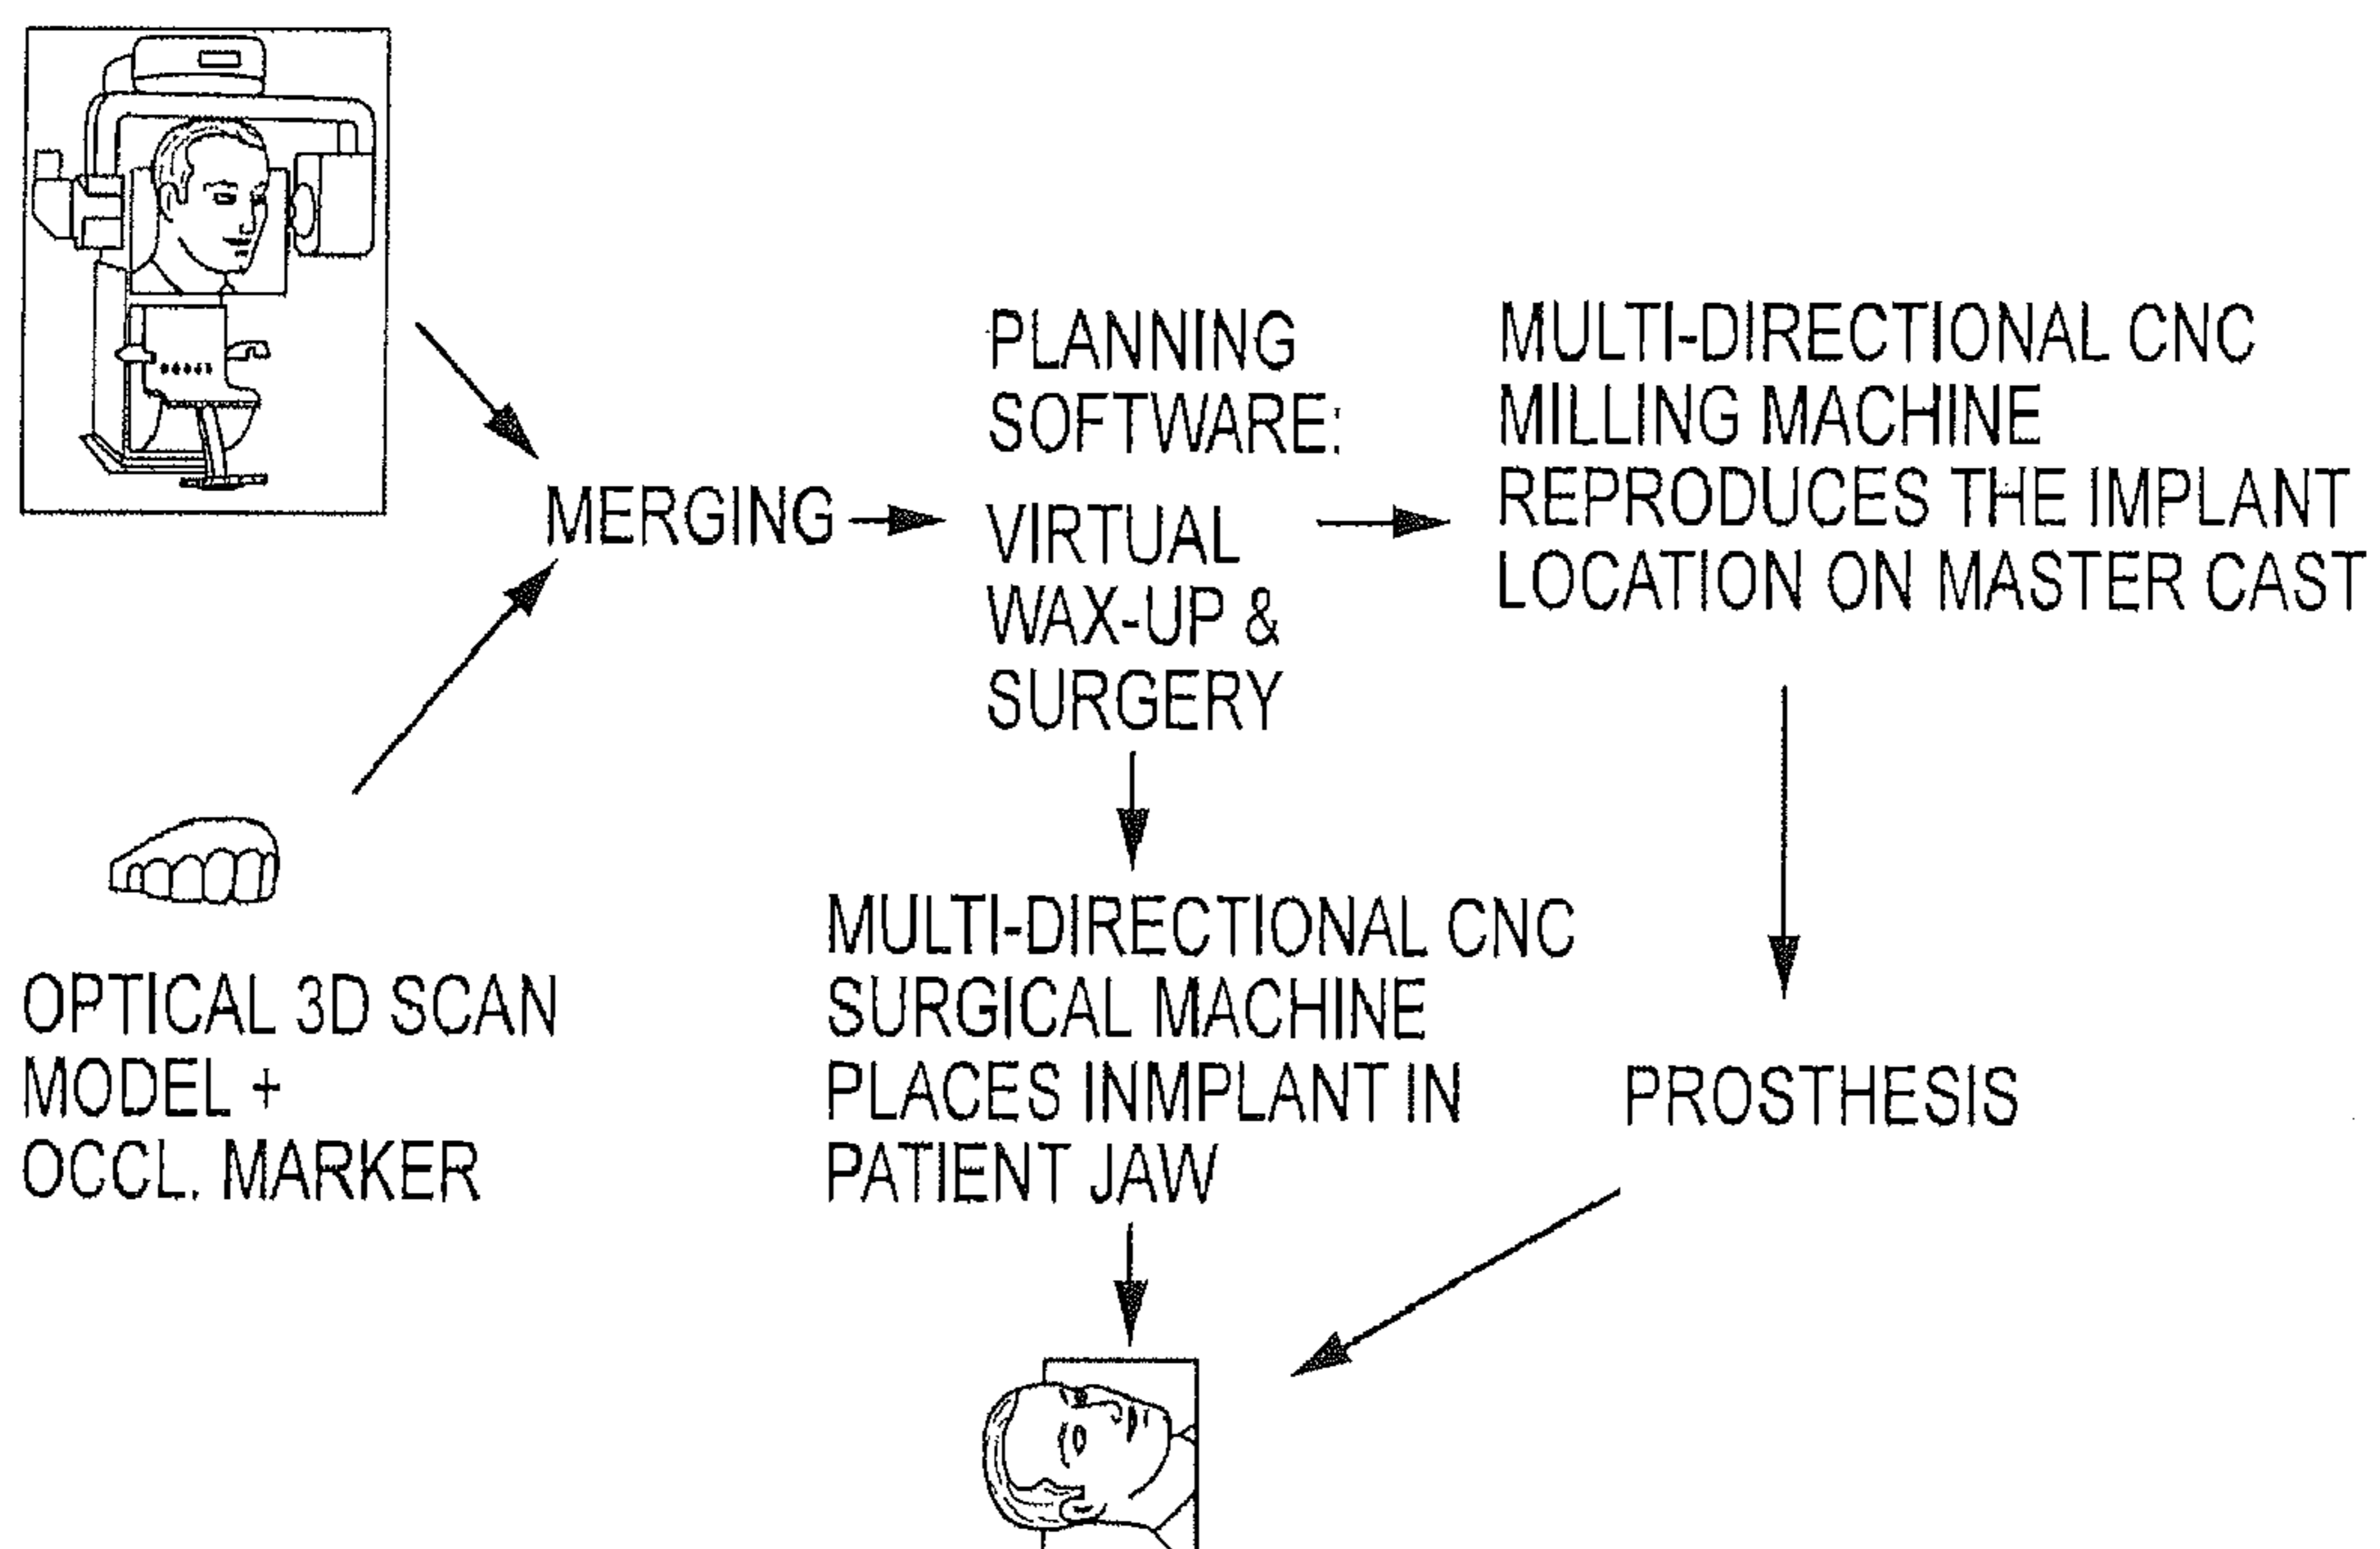 MERGING
PLANNING
SOFTWARE:
VIRTUAL
WAX-UP &
SURGERY
MULTI-DIRECTIONAL CNC
MILLING MACHINE
REPRODUCES THE IMPLANT
LOCATION ON MASTER CAST
OPTICAL 3D SCAN
MODEL +
OCCL. MARKER
MULTI-DIRECTIONAL CNC
SURGICAL MACHINE
PLACES INMPLANT IN
PATIENT JAW
PROSTHESIS